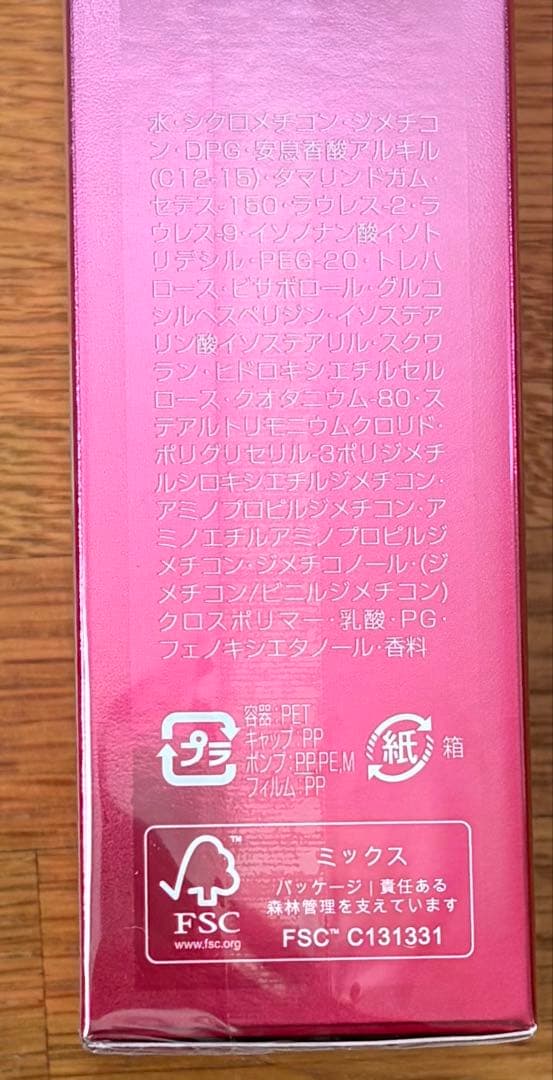 水・シクロメチコン・ジメチコ
ン・DPG・安息香酸アルキル
(C12-15)・タマリンドガム・
セテス-150・ラウレス-2・ラ
ウレス-9・イソノナン酸イソト
リデシル・PEG-20・トレハ
ロース・ビサボロール・グルコ
シルヘスペリジン・イソステア
リン酸イソステアリル・スクワ
ラン・ヒドロキシエチルセル
ロース・クオタニウム-80・ス
テアルトリモニウムクロリド・
ポリグリセリル-3ポリジメチ
ルシロキシエチルジメチコン・
アミノプロピルジメチコン・ア
ミノエチルアミノプロピルジ
メチコン・ジメチコノール・(ジ
メチコン/ビニルジメチコン)
クロスポリマー・乳酸・PG・
フェノキシエタノール・香料
プラ
容器:PET
キャップ:PP
ポンプ:PP,PE,M
フィルム:PP
紙 箱
FSC™
www.fsc.org
ミックス
パッケージ | 責任ある
森林管理を支えています
FSC™ C131331